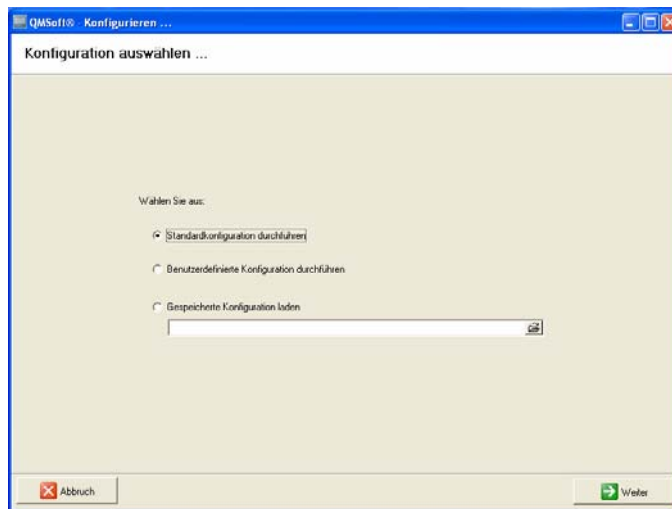 QMSoft® - Konfigurieren ...
Konfiguration auswählen ...
Wählen Sie aus:
Standardkonfiguration durchführen
Benutzerdefinierte Konfiguration durchführen
Gespeicherte Konfiguration laden
Abbruch
Weiter